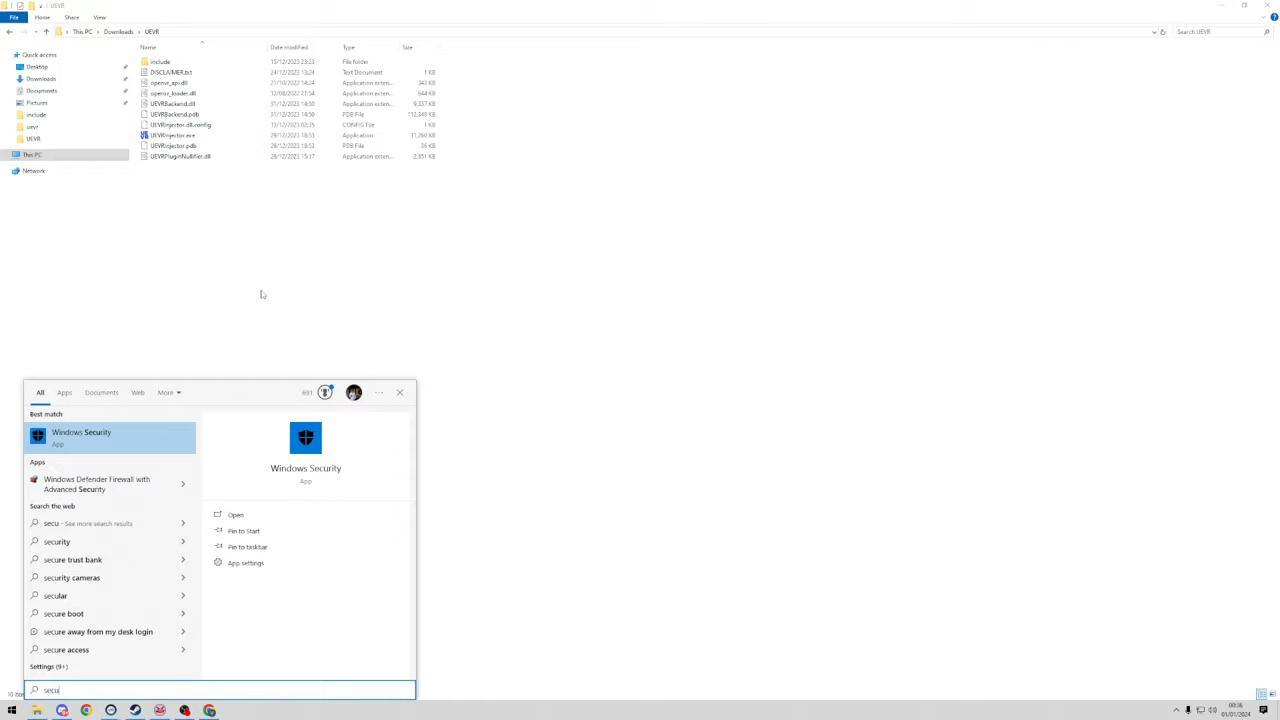 UEVR
File Home Share View
This PC Downloads UEVR Search UEVR
Name Date modified Type Size
Quick access
Desktop
Downloads
Documents
Pictures
include
uevr
UEVR
This PC
Network
include 15/12/2023 23:23 File folder
DISCLAIMER.txt 24/12/2023 13:24 Text Document 1 KB
openvr_api.dll 21/10/2022 14:24 Application exten... 343 KB
openxr_loader.dll 12/08/2022 21:54 Application exten... 644 KB
UEVRBackend.dll 31/12/2023 14:50 Application exten... 9,337 KB
UEVRBackend.pdb 31/12/2023 14:50 PDB File 112,348 KB
UEVRInjector.dll.config 13/12/2023 02:35 CONFIG File 1 KB
UEVRInjector.exe 29/12/2023 18:53 Application 11,260 KB
UEVRInjector.pdb 29/12/2023 18:53 PDB File 36 KB
UEVRPluginNullifier.dll 28/12/2023 15:17 Application exten... 2,851 KB
All Apps Documents Web More 691
Best match
Windows Security
App
Apps
Windows Defender Firewall with
Advanced Security
Search the web
secu - See more search results
security
secure trust bank
security cameras
secular
secure boot
secure away from my desk login
secure access
Settings (9+)
secu
Windows Security
App
Open
Pin to Start
Pin to taskbar
App settings
10 item
00:36
01/01/2024